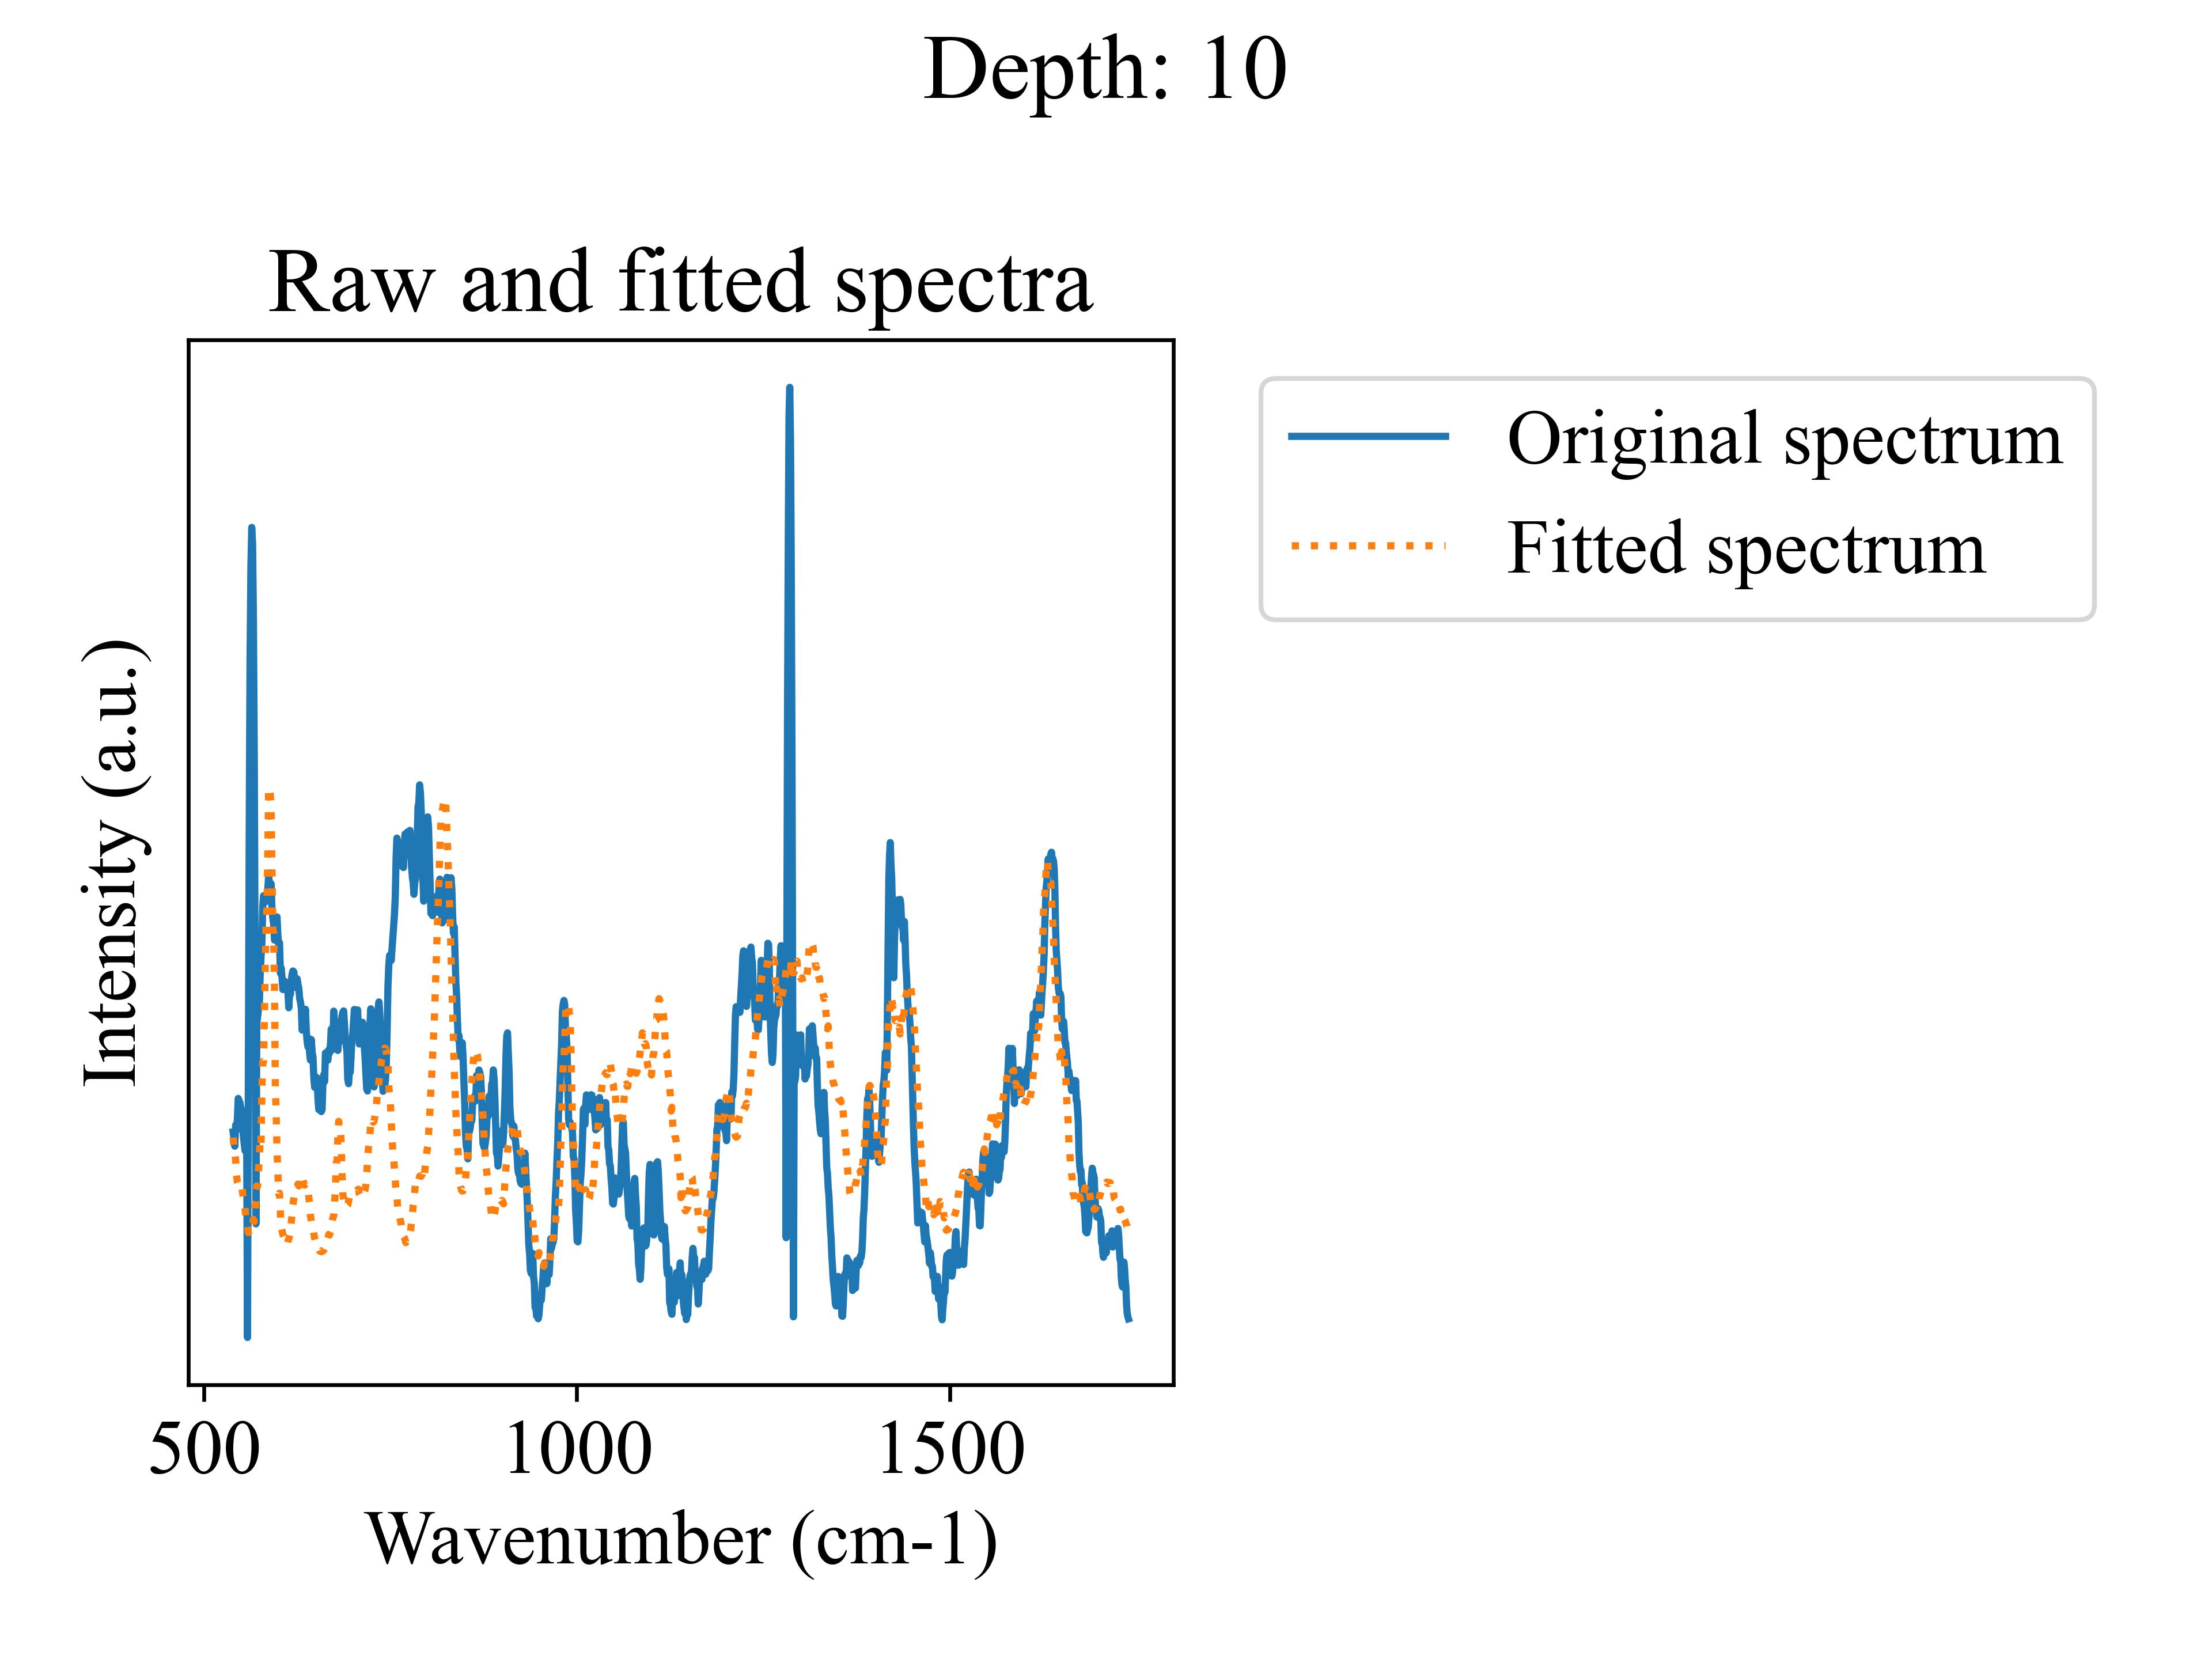 Depth: 10
Raw and fitted spectra
Original spectrum
Fitted spectrum
Intensity (a.u.)
500 1000 1500
Wavenumber (cm-1)